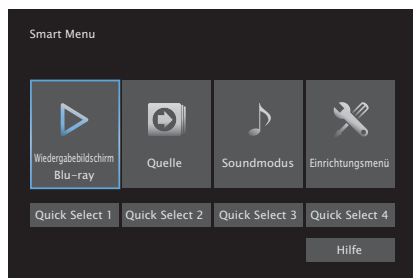 Smart Menu
Wiedergabebildschirm
Blu-ray
Quelle
Soundmodus
Einrichtungsmenü
Quick Select 1
Quick Select 2
Quick Select 3
Quick Select 4
Hilfe